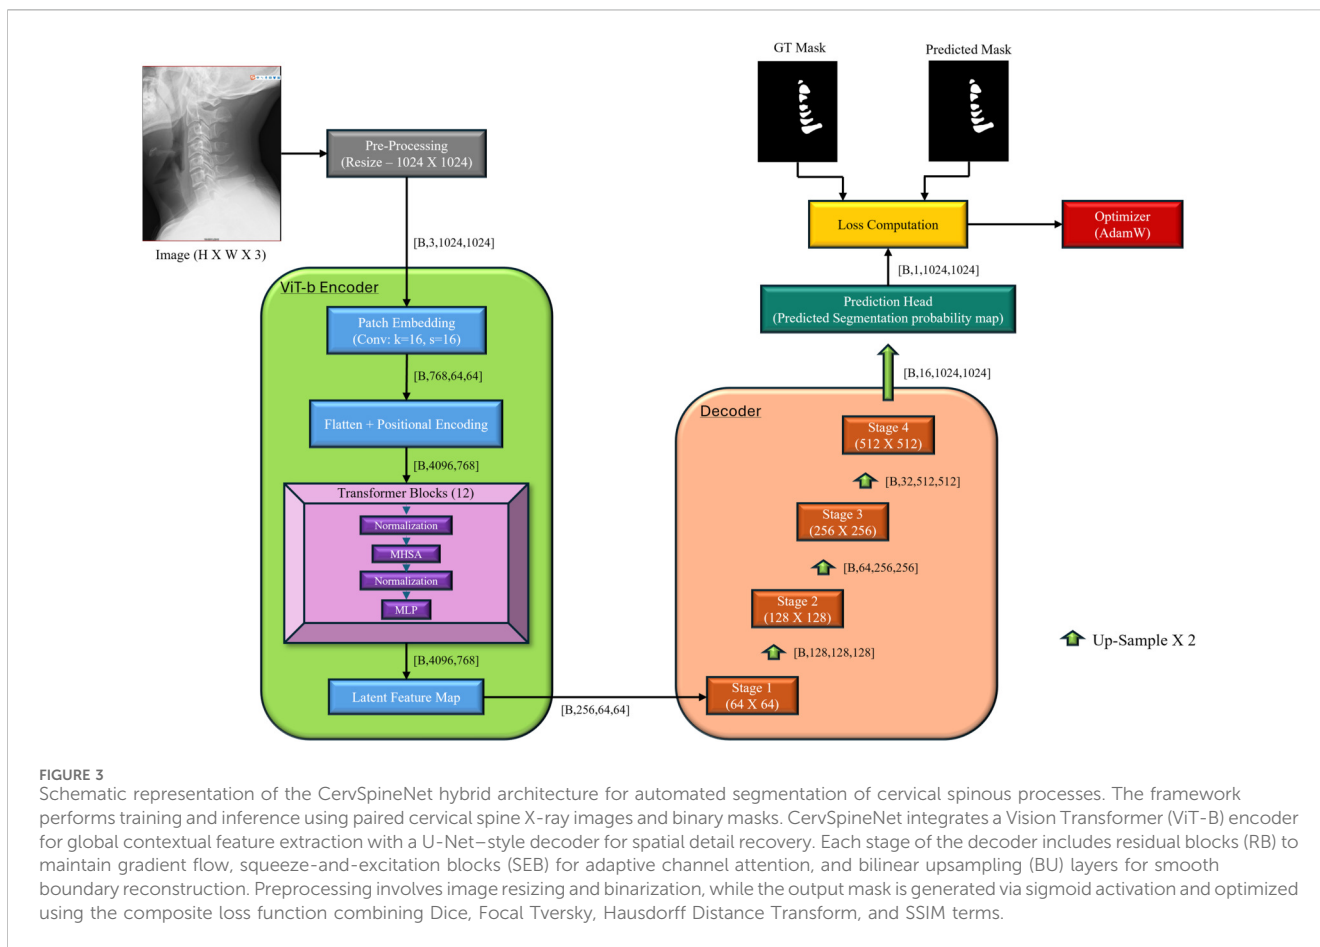 GT Mask
Predicted Mask
Pre-Processing
(Resize – 1024 X 1024)
Image (H X W X 3)
[B,3,1024,1024]
ViT-b Encoder
Patch Embedding
(Conv: k=16, s=16)
[B,768,64,64]
Flatten + Positional Encoding
[B,4096,768]
Transformer Blocks (12)
Normalization
MHSA
Normalization
MLP
[B,4096,768]
Latent Feature Map
[B,256,64,64]
Decoder
Stage 1
(64 X 64)
[B,128,128,128]
Stage 2
(128 X 128)
[B,64,256,256]
Stage 3
(256 X 256)
[B,32,512,512]
Stage 4
(512 X 512)
[B,16,1024,1024]
Prediction Head
(Predicted Segmentation probability map)
[B,1,1024,1024]
Loss Computation
Optimizer
(AdamW)
Up-Sample X 2
FIGURE 3
Schematic representation of the CervSpineNet hybrid architecture for automated segmentation of cervical spinous processes. The framework
performs training and inference using paired cervical spine X-ray images and binary masks. CervSpineNet integrates a Vision Transformer (ViT-B) encoder
for global contextual feature extraction with a U-Net–style decoder for spatial detail recovery. Each stage of the decoder includes residual blocks (RB) to
maintain gradient flow, squeeze-and-excitation blocks (SEB) for adaptive channel attention, and bilinear upsampling (BU) layers for smooth
boundary reconstruction. Preprocessing involves image resizing and binarization, while the output mask is generated via sigmoid activation and optimized
using the composite loss function combining Dice, Focal Tversky, Hausdorff Distance Transform, and SSIM terms.